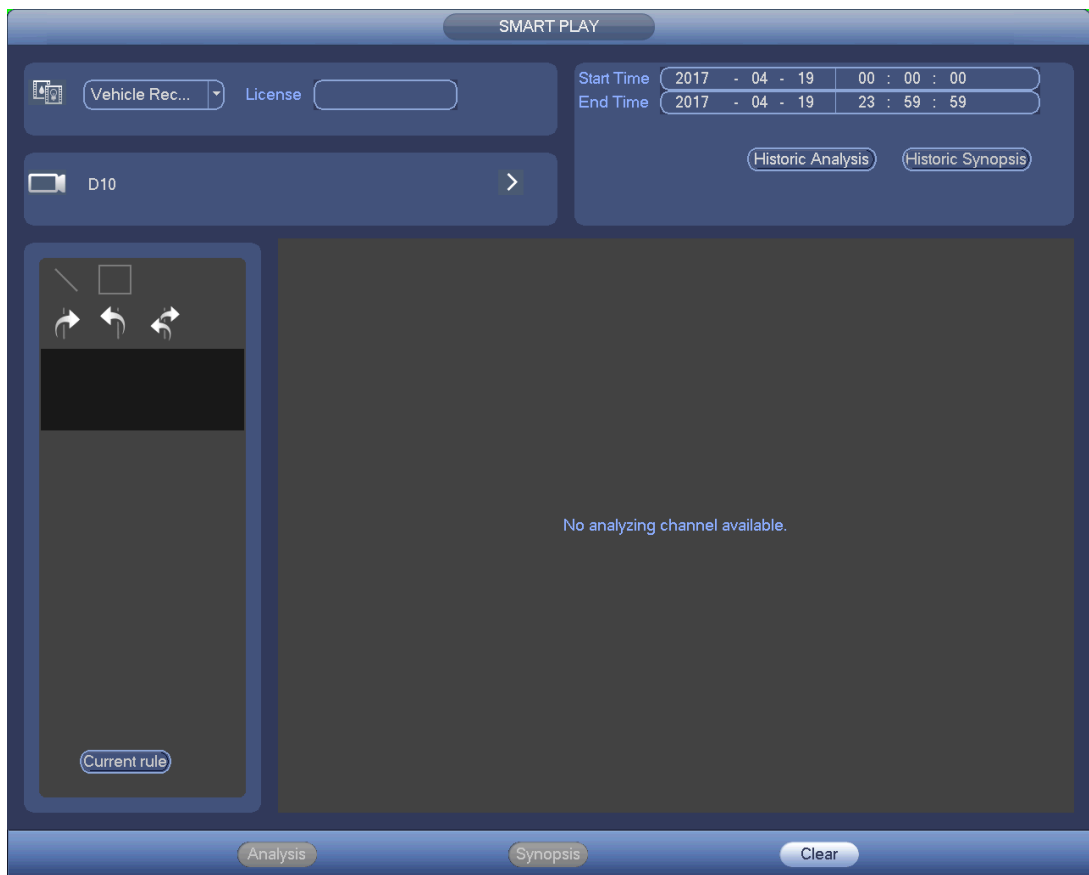 SMART PLAY
Vehicle Rec... License
Start Time 2017 - 04 - 19 00 : 00 : 00
End Time 2017 - 04 - 19 23 : 59 : 59
Historic Analysis Historic Synopsis
D10
No analyzing channel available.
Current rule
Analysis Synopsis Clear